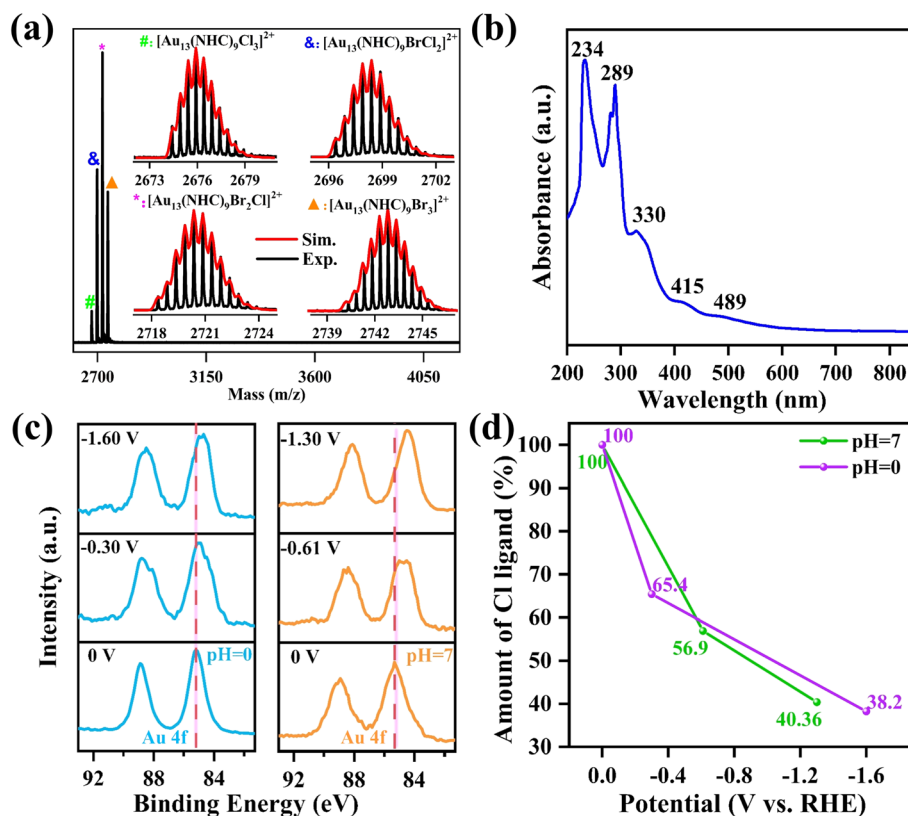 (a)
#: [Au13(NHC)9Cl3]2+
&: [Au13(NHC)9BrCl2]2+
*
&
#
2673 2676 2679
2696 2699 2702
*: [Au13(NHC)9Br2Cl]2+
▲: [Au13(NHC)9Br3]2+
Sim.
Exp.
2718 2721 2724
2739 2742 2745
2700 3150 3600 4050
Mass (m/z)
(b)
234
289
330
415
489
Absorbance (a.u.)
200 300 400 500 600 700 800
Wavelength (nm)
(c)
-1.60 V
-1.30 V
-0.30 V
-0.61 V
0 V
pH=0
Au 4f
0 V
pH=7
Au 4f
Intensity (a.u.)
92 88 84
92 88 84
Binding Energy (eV)
(d)
pH=7
pH=0
100
100
65.4
56.9
40.36
38.2
Amount of Cl ligand (%)
100
90
80
70
60
50
40
30
0.0 -0.4 -0.8 -1.2 -1.6
Potential (V vs. RHE)